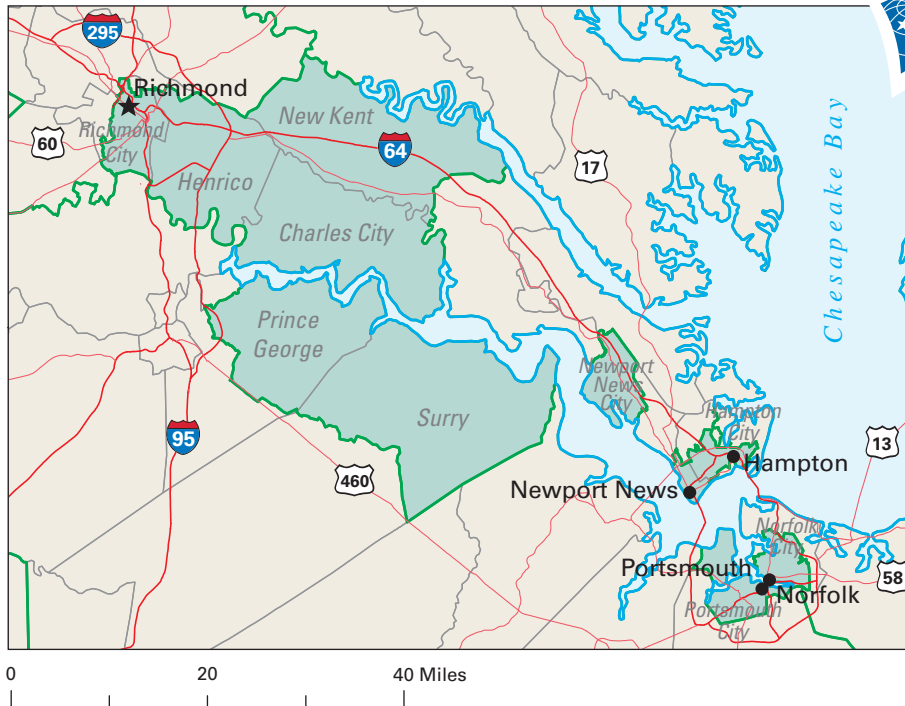 295
Richmond
New Kent
Richmond
City
60
64
17
Henrico
Chesapeake Bay
Charles City
Prince
George
Newport
News
City
Surry
Hampton
City
95
13
Hampton
460
Newport News
Norfolk
City
Portsmouth
58
Norfolk
Portsmouth
City
0 20 40 Miles